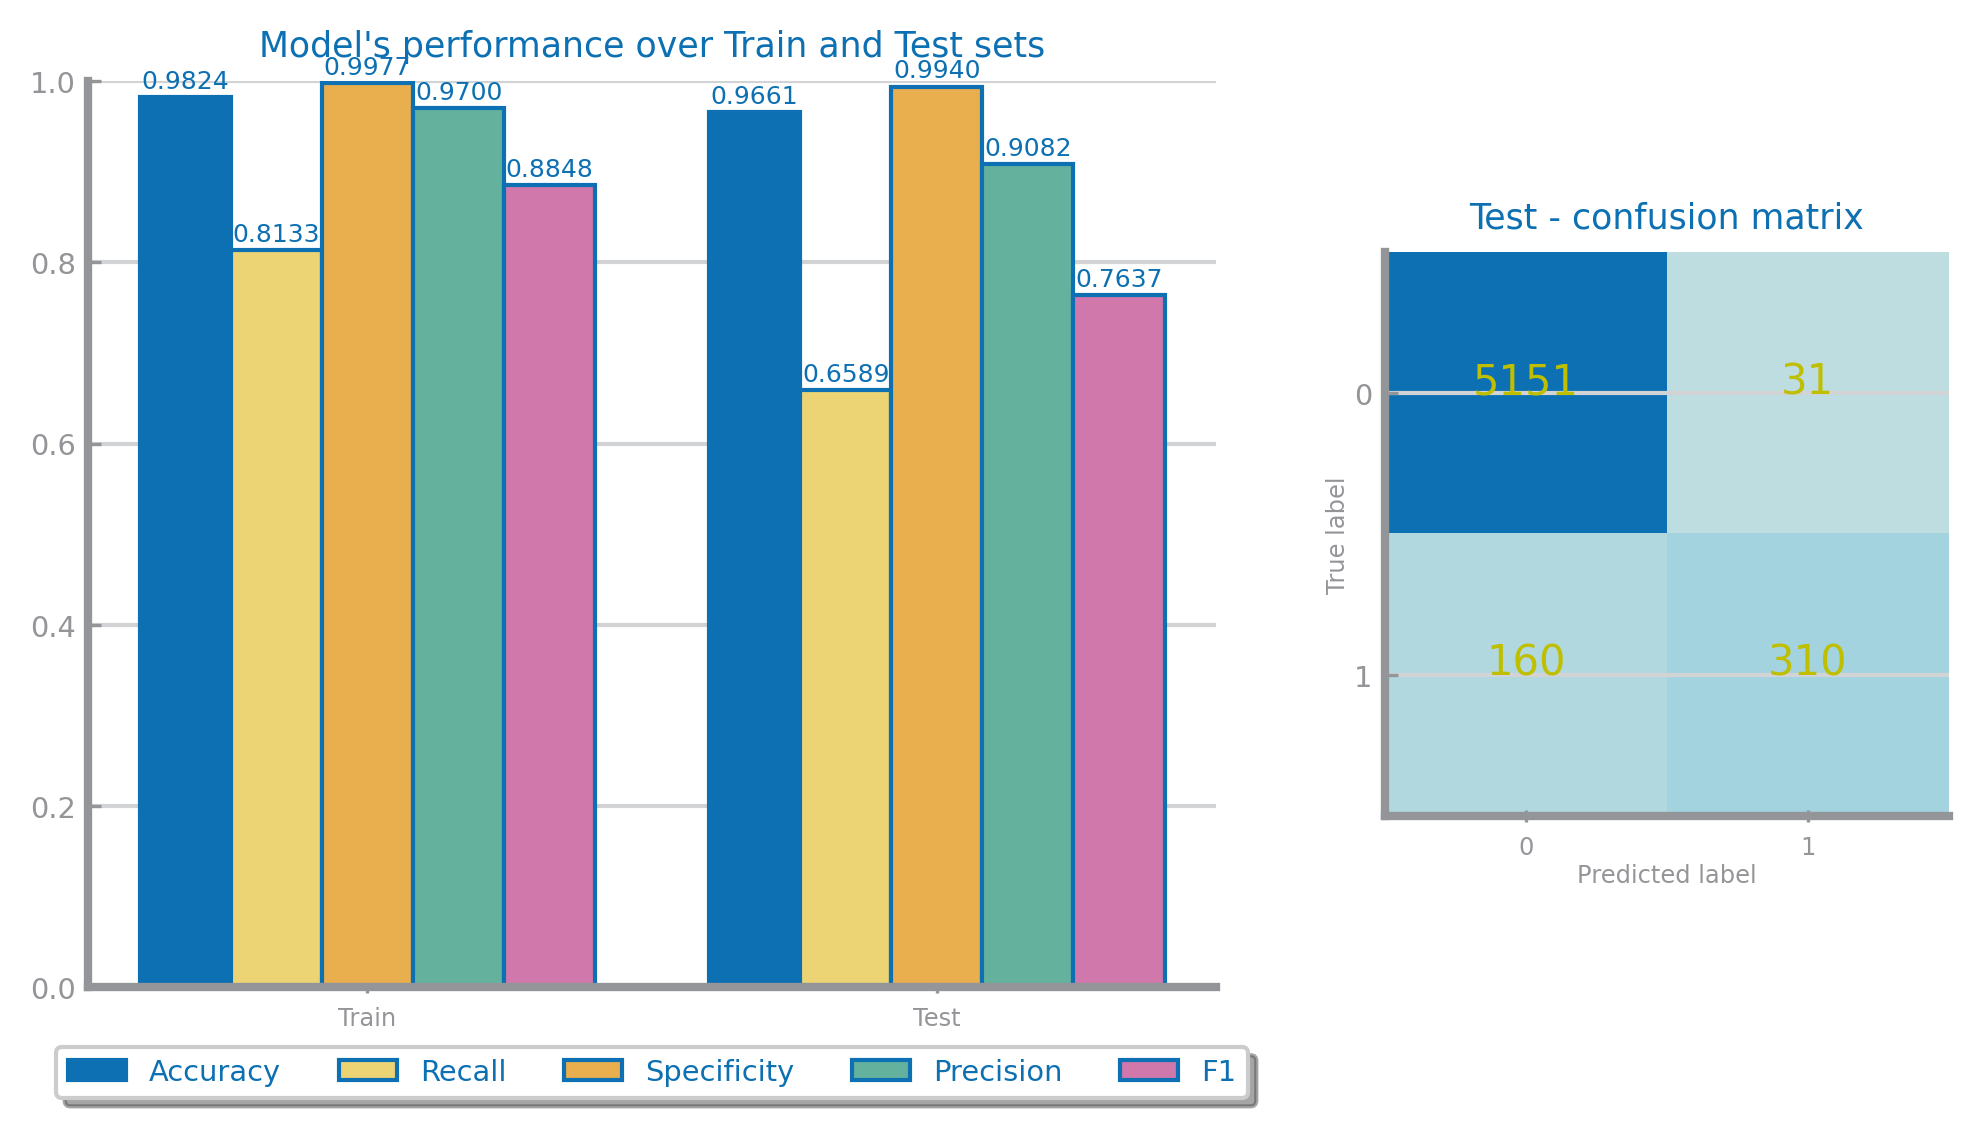 Model's performance over Train and Test sets
1.0
0.8
0.6
0.4
0.2
0.0
0.9824
0.8133
0.9977
0.9700
0.8848
0.9661
0.6589
0.9940
0.9082
0.7637
Train
Test
Accuracy
Recall
Specificity
Precision
F1
Test - confusion matrix
True label
0
1
5151
31
160
310
0
1
Predicted label